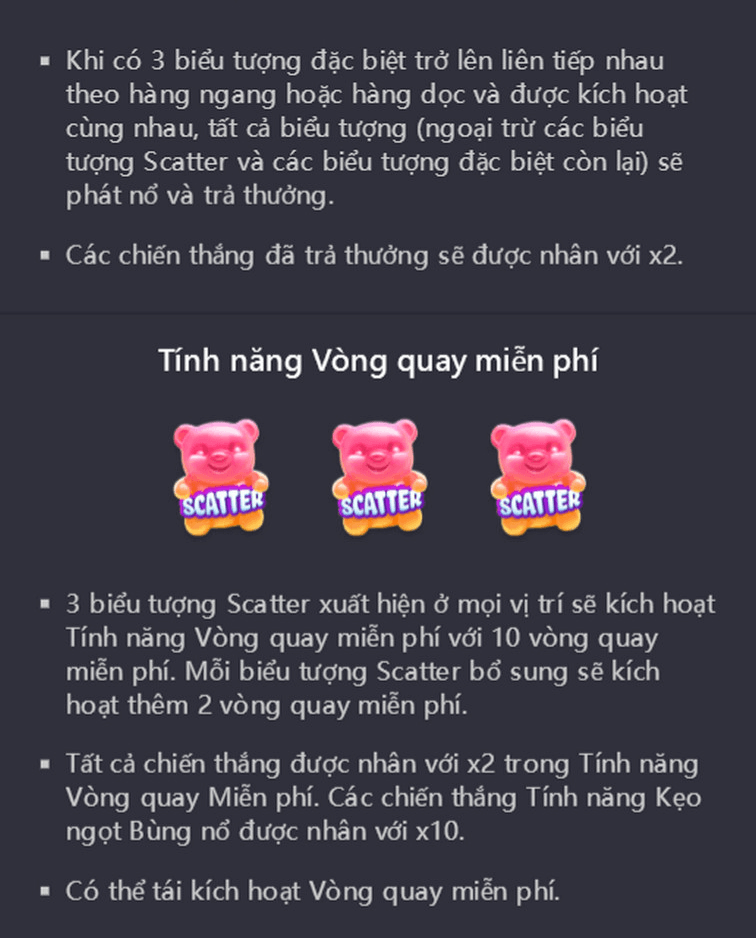 ▪ Khi có 3 biểu tượng đặc biệt trở lên liên tiếp nhau
theo hàng ngang hoặc hàng dọc và được kích hoạt
cùng nhau, tất cả biểu tượng (ngoại trừ các biểu
tượng Scatter và các biểu tượng đặc biệt còn lại) sẽ
phát nổ và trả thưởng.
▪ Các chiến thắng đã trả thưởng sẽ được nhân với x2.
Tính năng Vòng quay miễn phí
SCATTER SCATTER SCATTER
▪ 3 biểu tượng Scatter xuất hiện ở mọi vị trí sẽ kích hoạt
Tính năng Vòng quay miễn phí với 10 vòng quay
miễn phí. Mỗi biểu tượng Scatter bổ sung sẽ kích
hoạt thêm 2 vòng quay miễn phí.
▪ Tất cả chiến thắng được nhân với x2 trong Tính năng
Vòng quay Miễn phí. Các chiến thắng Tính năng Kẹo
ngọt Bùng nổ được nhân với x10.
▪ Có thể tái kích hoạt Vòng quay miễn phí.